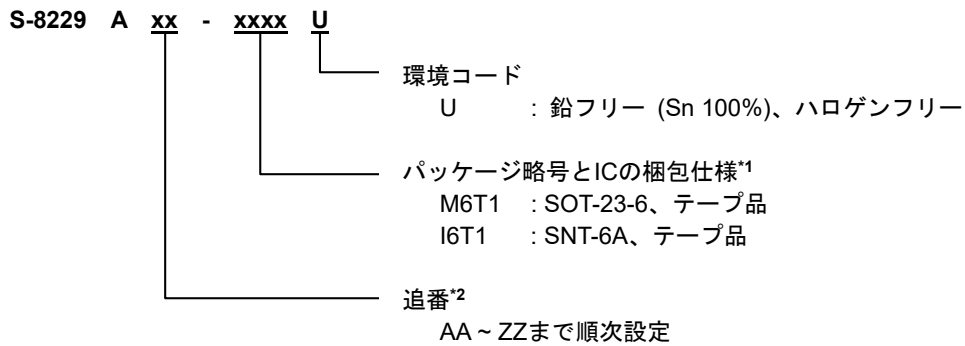 S-8229 A xx - xxxx U
環境コード
U : 鉛フリー (Sn 100%)、ハロゲンフリー
パッケージ略号とICの梱包仕様*1
M6T1 : SOT-23-6、テープ品
I6T1 : SNT-6A、テープ品
追番*2
AA ~ ZZまで順次設定